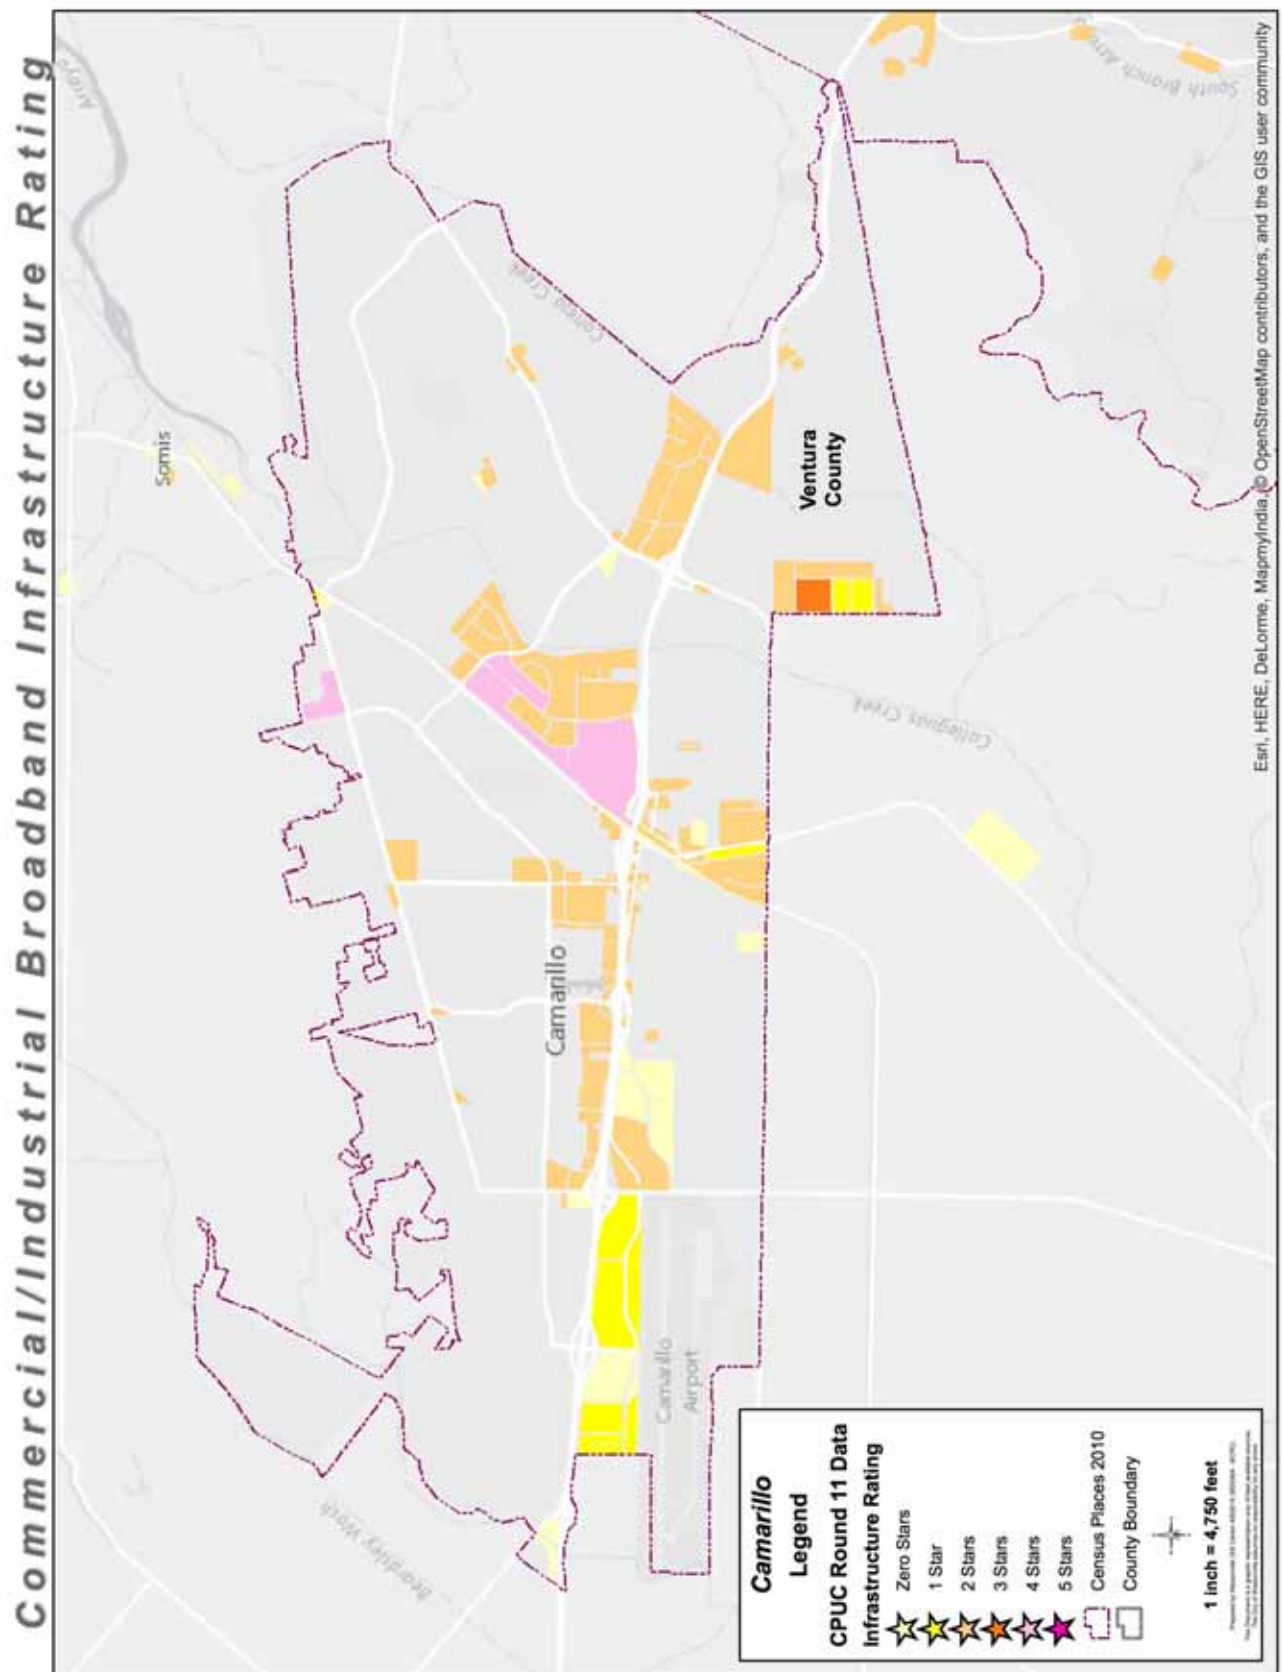 Commercial/Industrial Broadband Infrastructure Rating
Arroyo
South Branch Arroyo
Somis
Conejo Creek
Ventura
County
Camarillo
Calleguas Creek
Camarillo
Airport
Beardsley Wash
Esri, HERE, DeLorme, MapmyIndia, © OpenStreetMap contributors, and the GIS user community
Camarillo
Legend
CPUC Round 11 Data
Infrastructure Rating
Zero Stars
1 Star
2 Stars
3 Stars
4 Stars
5 Stars
Census Places 2010
County Boundary
1 inch = 4,750 feet